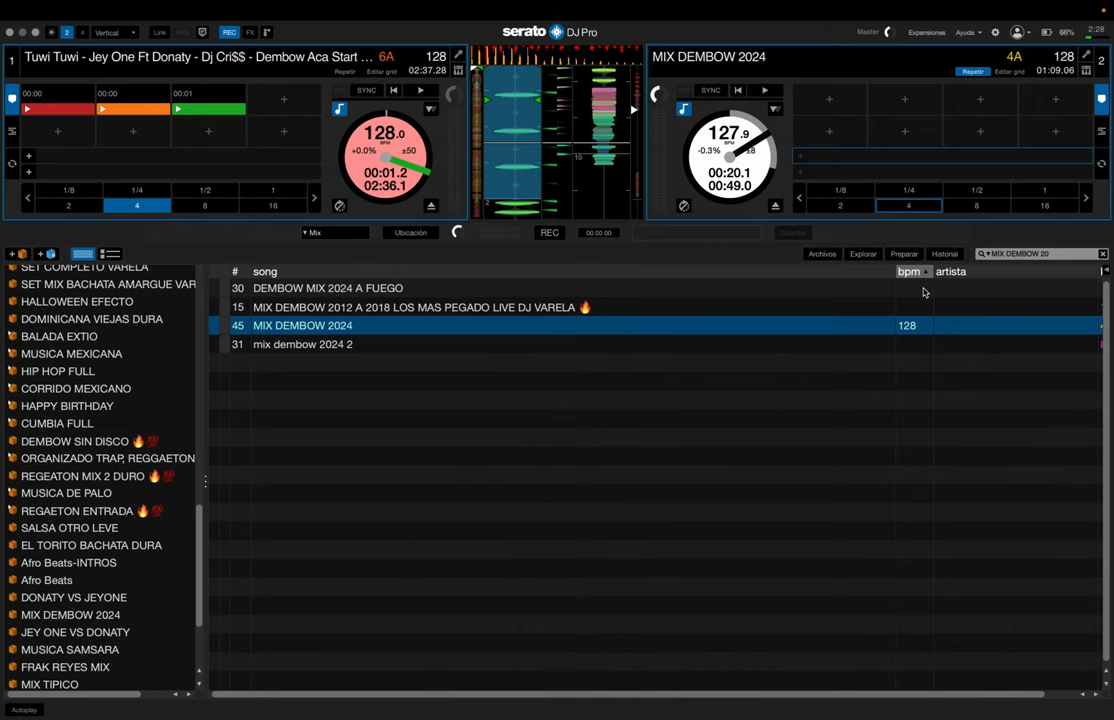 2 4 Vertical Link REC FX serato DJ Pro Master Expansiones Ayuda 66% 2:28
1 Tuwi Tuwi - Jey One Ft Donaty - Dj Cri$$ - Dembow Aca Start ... 6A 128
Repetir Editar grid 02:37.28
00:00 00:00 00:01
OFF SYNC
128.0
BPM
+0.0% ±50
00:01.2
02:36.1
1/8 1/4 1/2 1
2 4 8 16
10
2
MIX DEMBOW 2024 4A 128 2
Repetir Editar grid 01:09.06
OFF SYNC
127.9
BPM
-0.3% ±8
00:20.1
00:49.0
1/8 1/4 1/2 1
2 4 8 16
Mix Ubicación REC 00 00 00 Guardar
Archivos Explorar Preparar Historial MIX DEMBOW 20
SET COMPLETO VARELA
SET MIX BACHATA AMARGUE VAR
HALLOWEEN EFECTO
DOMINICANA VIEJAS DURA
BALADA EXTIO
MUSICA MEXICANA
HIP HOP FULL
CORRIDO MEXICANO
HAPPY BIRTHDAY
CUMBIA FULL
DEMBOW SIN DISCO 🔥💯
ORGANIZADO TRAP, REGGAETON
REGEATON MIX 2 DURO 🔥💯
MUSICA DE PALO
REGAETON ENTRADA 🔥💯
SALSA OTRO LEVE
EL TORITO BACHATA DURA
Afro Beats-INTROS
Afro Beats
DONATY VS JEYONE
MIX DEMBOW 2024
JEY ONE VS DONATY
MUSICA SAMSARA
FRAK REYES MIX
MIX TIPICO
# song bpm artista
30 DEMBOW MIX 2024 A FUEGO
15 MIX DEMBOW 2012 A 2018 LOS MAS PEGADO LIVE DJ VARELA 🔥
45 MIX DEMBOW 2024 128
31 mix dembow 2024 2
Autoplay